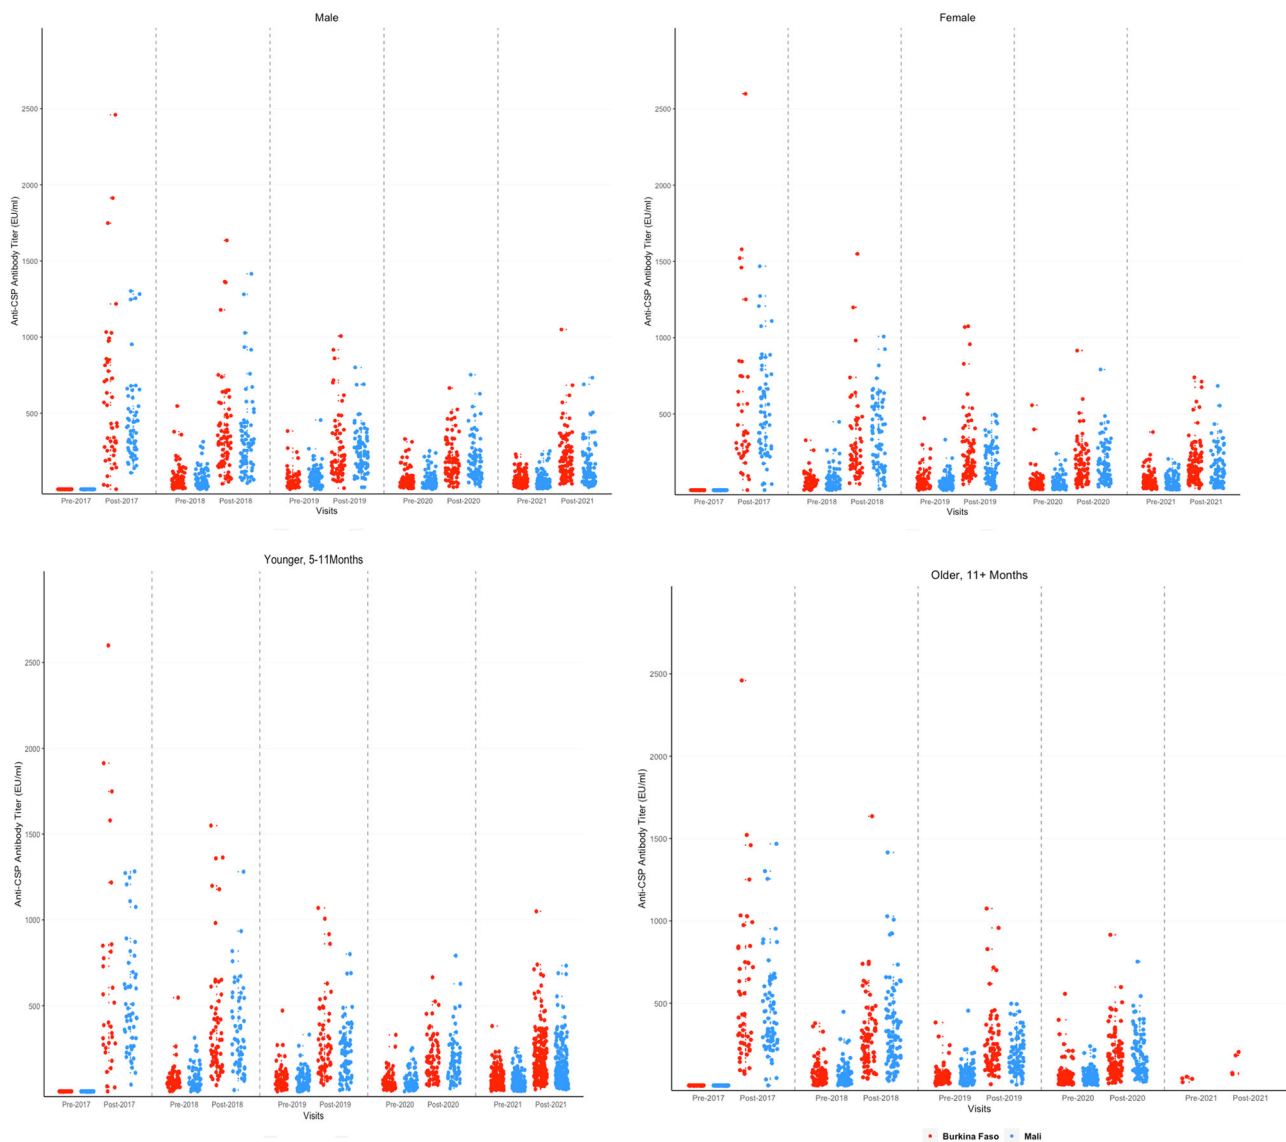 Male
Anti-CSP Antibody Titer (EU/ml)
2500
2000
1500
1000
500
Pre-2017 Post-2017 Pre-2018 Post-2018 Pre-2019 Post-2019 Pre-2020 Post-2020 Pre-2021 Post-2021
Visits
Female
Anti-CSP Antibody Titer (EU/ml)
2500
2000
1500
1000
500
Pre-2017 Post-2017 Pre-2018 Post-2018 Pre-2019 Post-2019 Pre-2020 Post-2020 Pre-2021 Post-2021
Visits
Younger, 5-11Months
Anti-CSP Antibody Titer (EU/ml)
2500
2000
1500
1000
500
Pre-2017 Post-2017 Pre-2018 Post-2018 Pre-2019 Post-2019 Pre-2020 Post-2020 Pre-2021 Post-2021
Visits
Older, 11+ Months
Anti-CSP Antibody Titer (EU/ml)
2500
2000
1500
1000
500
Pre-2017 Post-2017 Pre-2018 Post-2018 Pre-2019 Post-2019 Pre-2020 Post-2020 Pre-2021 Post-2021
Visits
Burkina Faso Mali